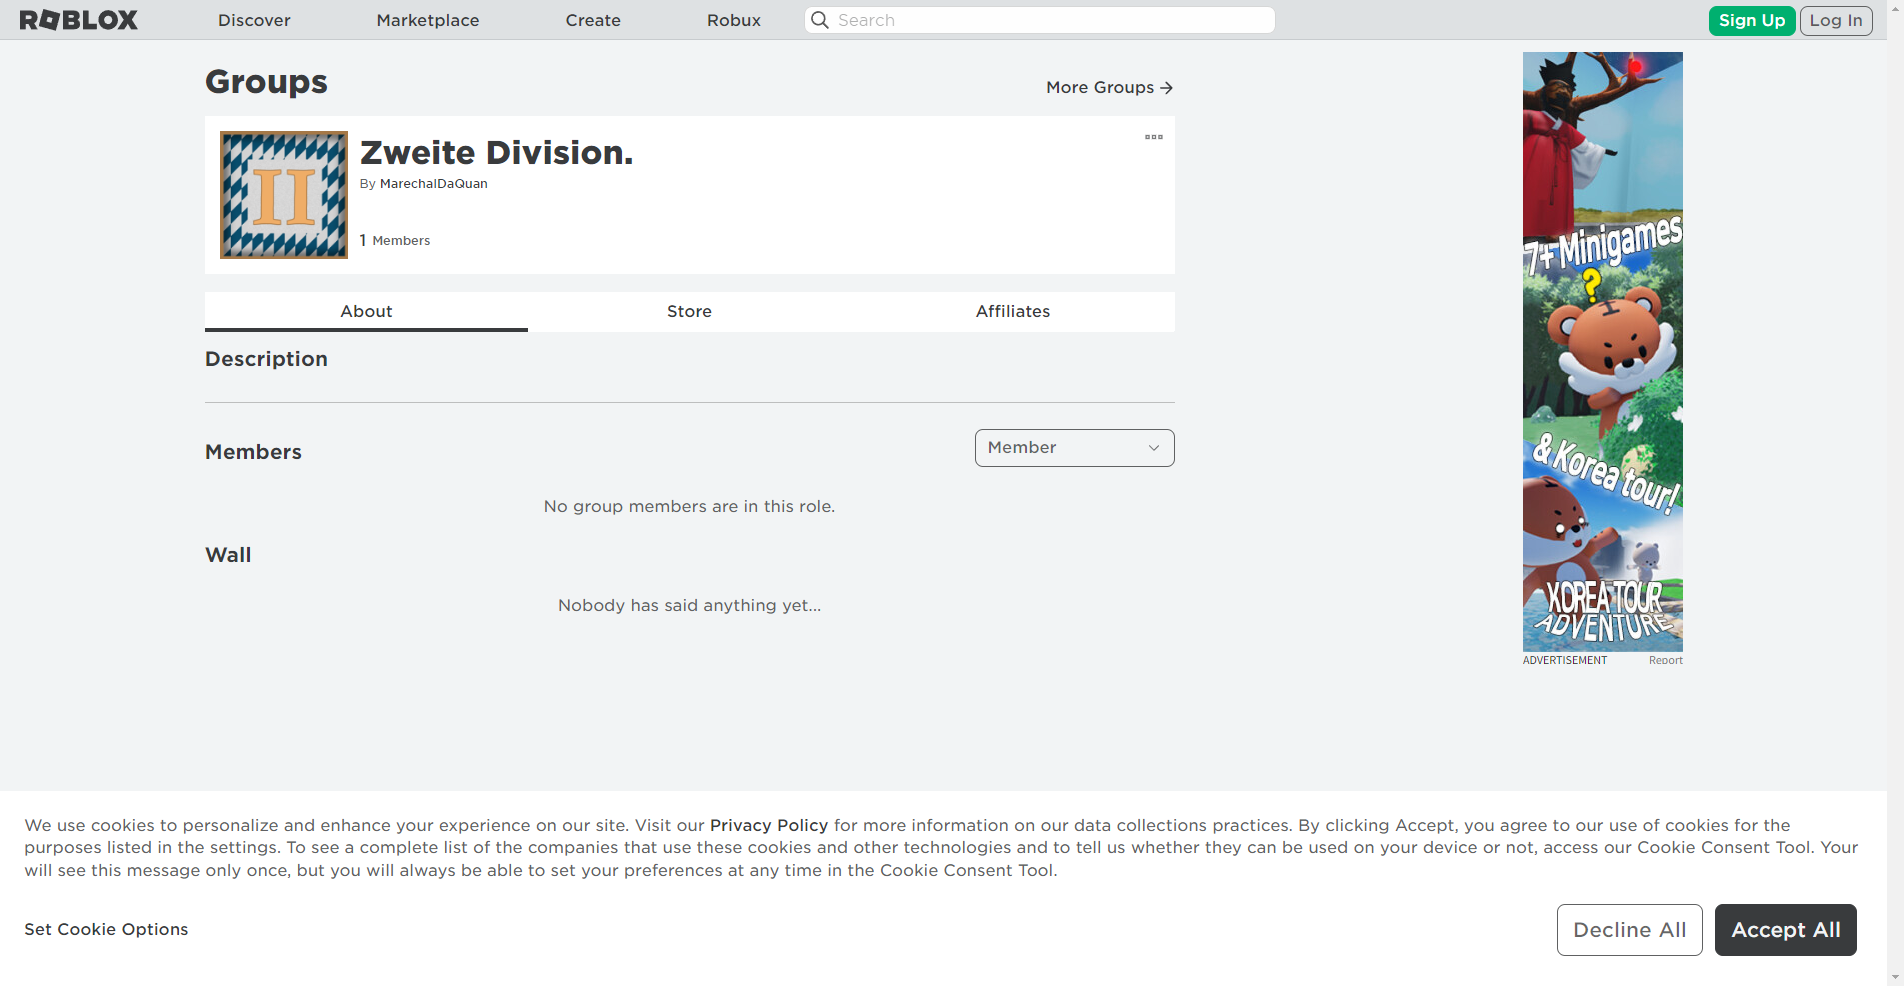 ROBLOX Discover Marketplace Create Robux Search Sign Up Log In
Groups
More Groups
II
Zweite Division.
By MarechalDaQuan
1 Members
About Store Affiliates
Description
Members
Member
No group members are in this role.
Wall
Nobody has said anything yet...
7+ Minigames
?
& Korea tour!
KOREA TOUR
ADVENTURE
ADVERTISEMENT Report
We use cookies to personalize and enhance your experience on our site. Visit our Privacy Policy for more information on our data collections practices. By clicking Accept, you agree to our use of cookies for the
purposes listed in the settings. To see a complete list of the companies that use these cookies and other technologies and to tell us whether they can be used on your device or not, access our Cookie Consent Tool. Your
will see this message only once, but you will always be able to set your preferences at any time in the Cookie Consent Tool.
Set Cookie Options
Decline All
Accept All